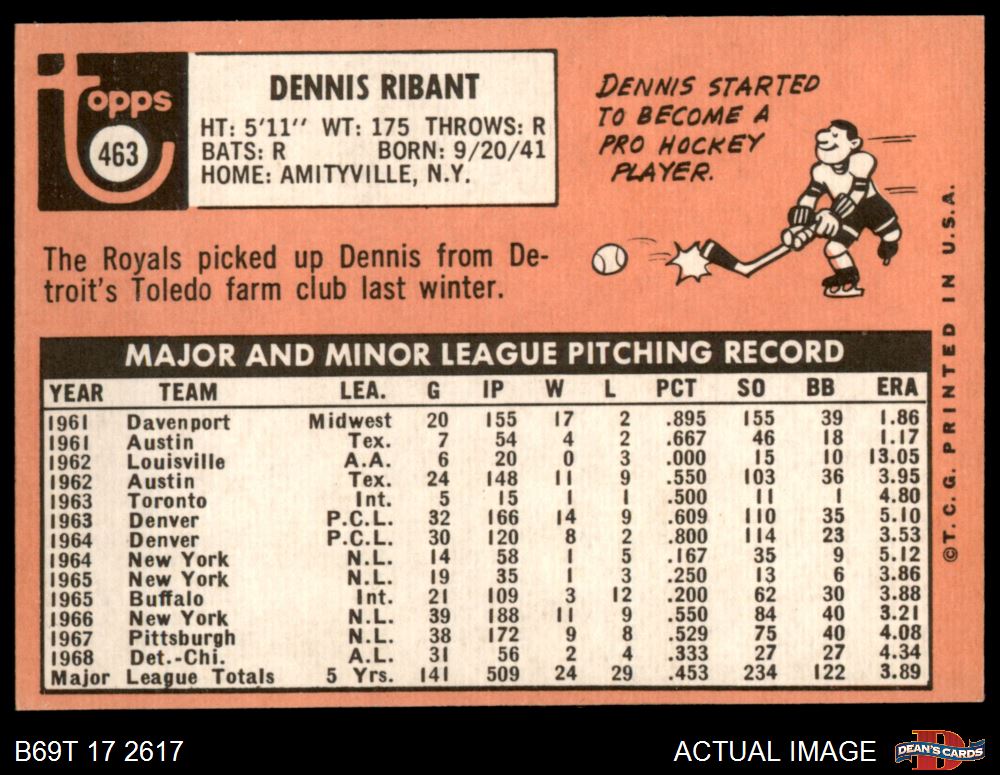 Topps
463
DENNIS RIBANT
HT: 5'11'' WT: 175 THROWS: R
BATS: R BORN: 9/20/41
HOME: AMITYVILLE, N.Y.
DENNIS STARTED
TO BECOME A
PRO HOCKEY
PLAYER.
The Royals picked up Dennis from De-
troit's Toledo farm club last winter.
MAJOR AND MINOR LEAGUE PITCHING RECORD
YEAR TEAM LEA. G IP W L PCT SO BB ERA
1961 Davenport Midwest 20 155 17 2 .895 155 39 1.86
1961 Austin Tex. 7 54 4 2 .667 46 18 1.17
1962 Louisville A.A. 6 20 0 3 .000 15 10 13.05
1962 Austin Tex. 24 148 11 9 .550 103 36 3.95
1963 Toronto Int. 5 15 1 1 .500 11 1 4.80
1963 Denver P.C.L. 32 166 14 9 .609 110 35 5.10
1964 Denver P.C.L. 30 120 8 2 .800 114 23 3.53
1964 New York N.L. 14 58 1 5 .167 35 9 5.12
1965 New York N.L. 19 35 1 3 .250 13 6 3.86
1965 Buffalo Int. 21 109 3 12 .200 62 30 3.88
1966 New York N.L. 39 188 11 9 .550 84 40 3.21
1967 Pittsburgh N.L. 38 172 9 8 .529 75 40 4.08
1968 Det.-Chi. A.L. 31 56 2 4 .333 27 27 4.34
Major League Totals 5 Yrs. 141 509 24 29 .453 234 122 3.89
©T.C.G. PRINTED IN U.S.A.
B69T 17 2617
ACTUAL IMAGE
DEAN'S CARDS